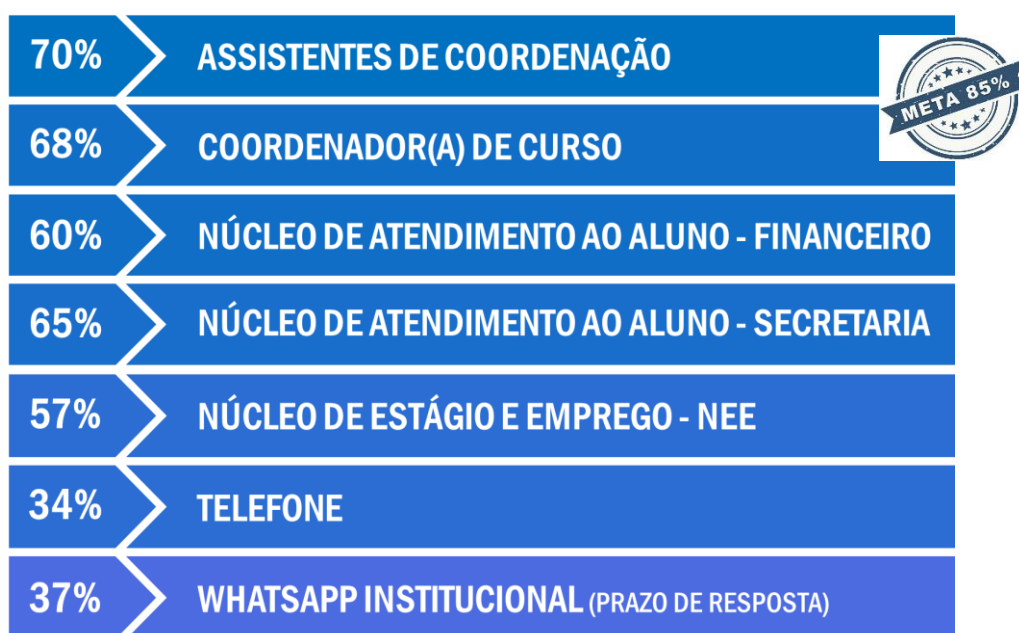 70% ASSISTENTES DE COORDENAÇÃO
META 85%
68% COORDENADOR(A) DE CURSO
60% NÚCLEO DE ATENDIMENTO AO ALUNO - FINANCEIRO
65% NÚCLEO DE ATENDIMENTO AO ALUNO - SECRETARIA
57% NÚCLEO DE ESTÁGIO E EMPREGO - NEE
34% TELEFONE
37% WHATSAPP INSTITUCIONAL (PRAZO DE RESPOSTA)